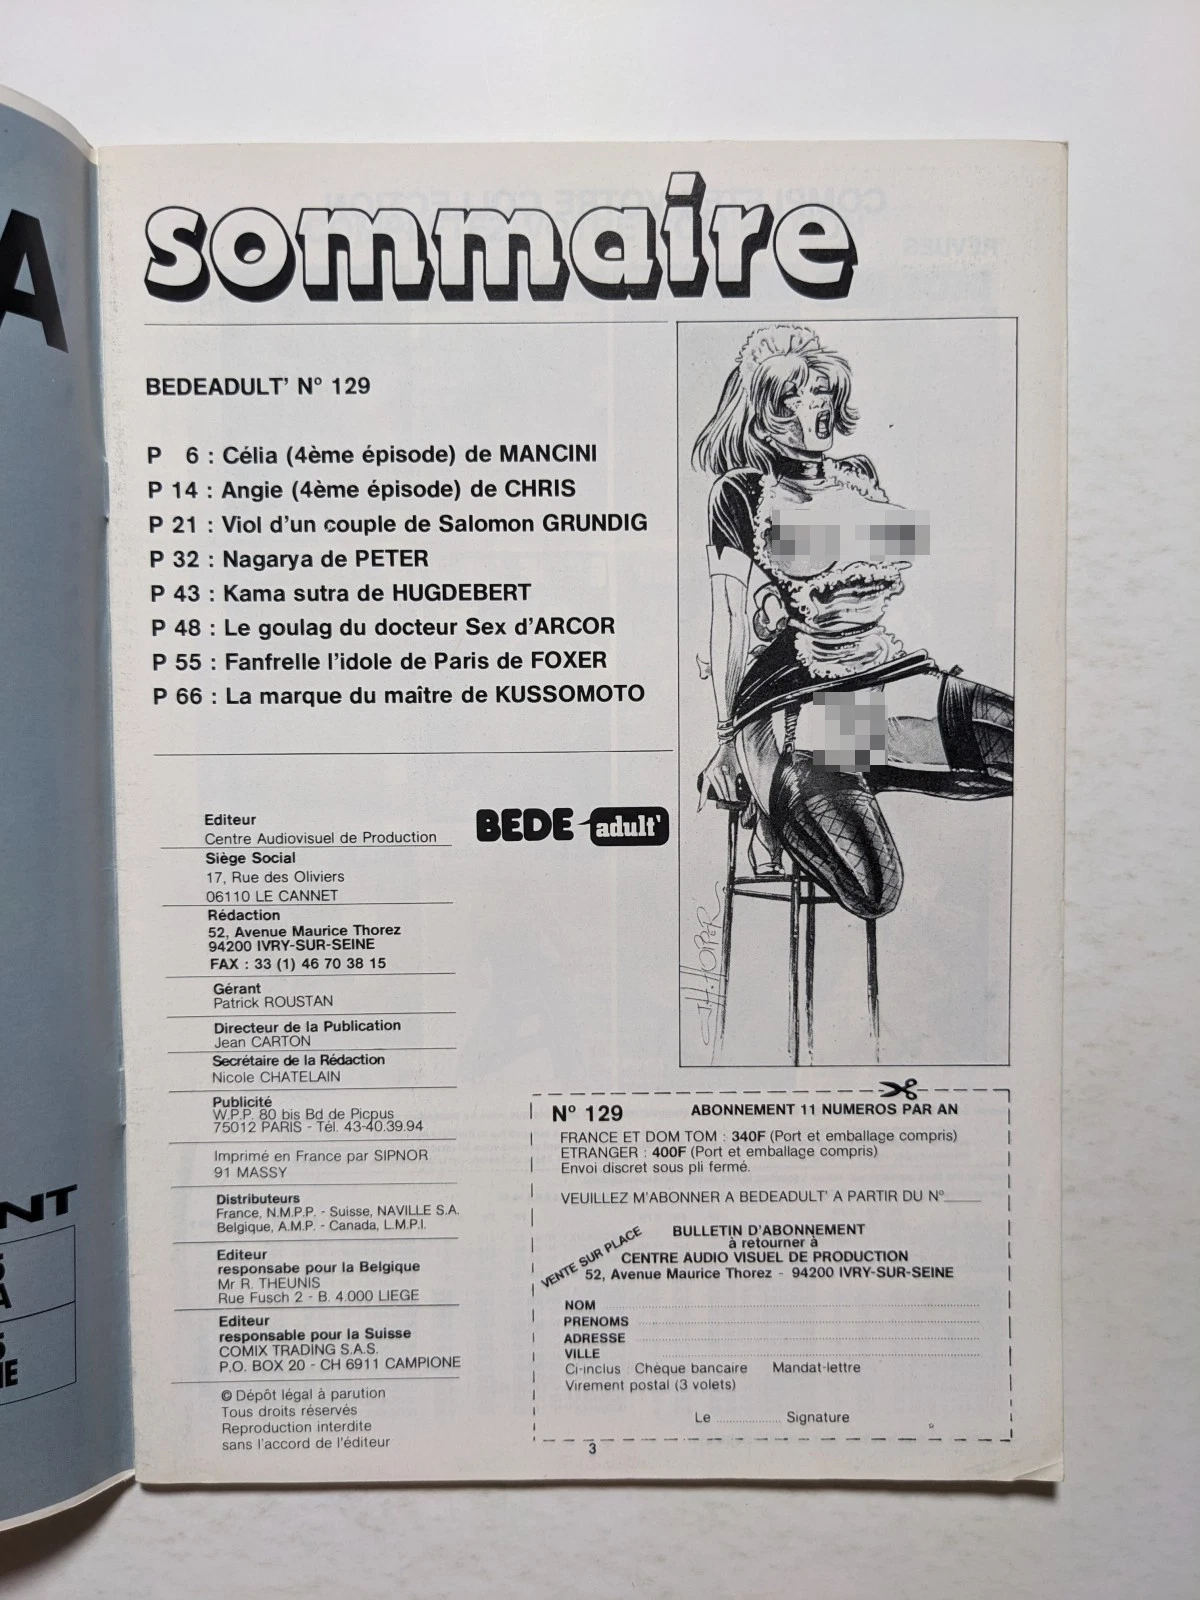 sommaire
BEDEADULT' N° 129
P 6 : Célia (4ème épisode) de MANCINI
P 14 : Angie (4ème épisode) de CHRIS
P 21 : Viol d'un couple de Salomon GRUNDIG
P 32 : Nagarya de PETER
P 43 : Kama sutra de HUGDEBERT
P 48 : Le goulag du docteur Sex d'ARCOR
P 55 : Fanfrelle l'idole de Paris de FOXER
P 66 : La marque du maître de KUSSOMOTO
BEDE adult'
Editeur
Centre Audiovisuel de Production
Siège Social
17, Rue des Oliviers
06110 LE CANNET
Rédaction
52, Avenue Maurice Thorez
94200 IVRY-SUR-SEINE
FAX : 33 (1) 46 70 38 15
Gérant
Patrick ROUSTAN
Directeur de la Publication
Jean CARTON
Secrétaire de la Rédaction
Nicole CHATELAIN
Publicité
W.P.P. 80 bis Bd de Picpus
75012 PARIS - Tél. 43-40.39.94
Imprimé en France par SIPNOR
91 MASSY
Distributeurs
France, N.M.P.P. - Suisse, NAVILLE S.A.
Belgique, A.M.P. - Canada, L.M.P.I.
Editeur
responsabe pour la Belgique
Mr R. THEUNIS
Rue Fusch 2 - B. 4.000 LIEGE
Editeur
responsable pour la Suisse
COMIX TRADING S.A.S.
P.O. BOX 20 - CH 6911 CAMPIONE
© Dépôt légal à parution
Tous droits réservés
Reproduction interdite
sans l'accord de l'éditeur
N° 129 ABONNEMENT 11 NUMEROS PAR AN
FRANCE ET DOM TOM : 340F (Port et emballage compris)
ETRANGER : 400F (Port et emballage compris)
Envoi discret sous pli fermé.
VEUILLEZ M'ABONNER A BEDEADULT' A PARTIR DU N°
VENTE SUR PLACE
BULLETIN D'ABONNEMENT
à retourner à
CENTRE AUDIO VISUEL DE PRODUCTION
52, Avenue Maurice Thorez - 94200 IVRY-SUR-SEINE
NOM
PRENOMS
ADRESSE
VILLE
Ci-inclus : Chèque bancaire Mandat-lettre
Virement postal (3 volets)
Le Signature
3